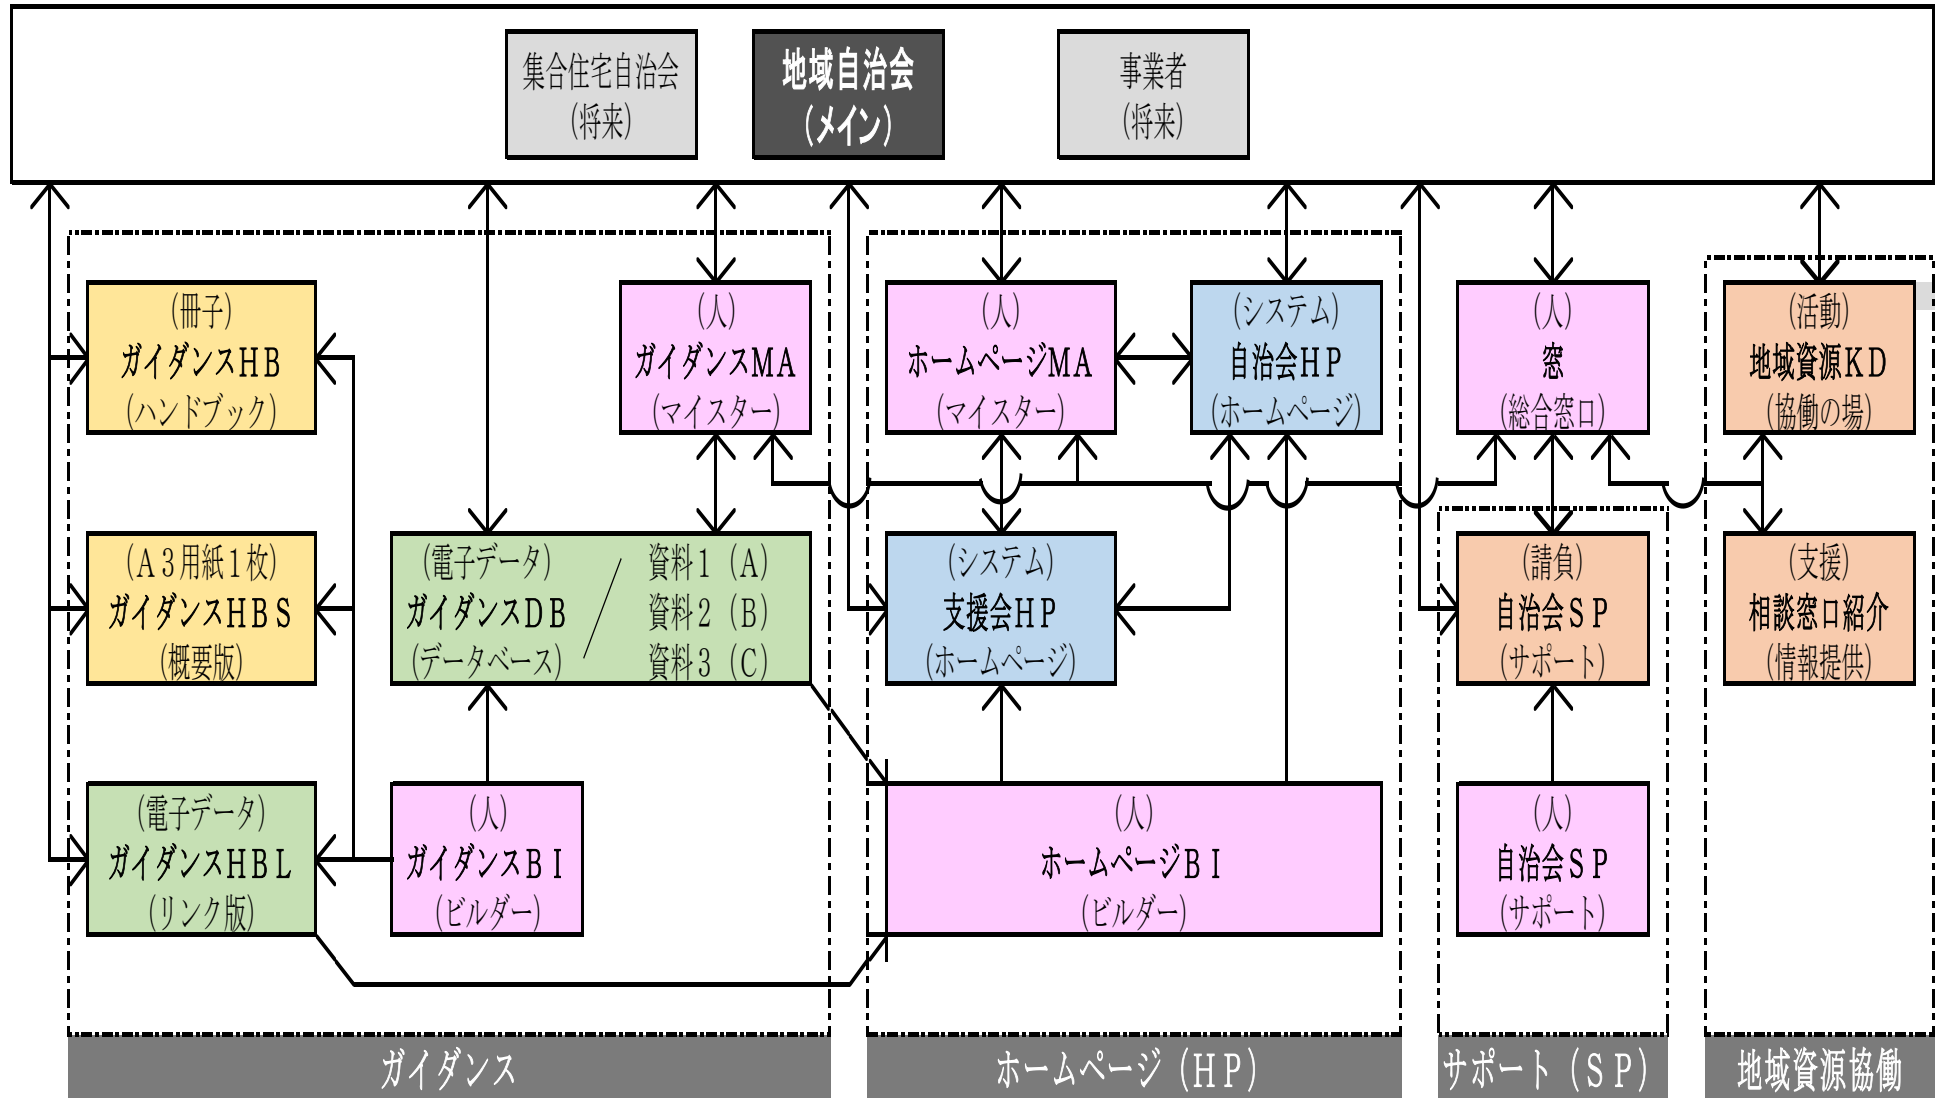 集合住宅自治会
(将来)
地域自治会
(メイン)
事業者
(将来)
(冊子)
ガイダンスＨＢ
(ハンドブック)
(人)
ガイダンスＭＡ
(マイスター)
(人)
ホームページＭＡ
(マイスター)
(システム)
自治会ＨＰ
(ホームページ)
(人)
窓
(総合窓口)
(活動)
地域資源ＫＤ
(協働の場)
(Ａ３用紙１枚)
ガイダンスＨＢＳ
(概要版)
(電子データ)
ガイダンスＤＢ
(データベース)
資料１（Ａ）
資料２（Ｂ）
資料３（Ｃ）
(システム)
支援会ＨＰ
(ホームページ)
(請負)
自治会ＳＰ
(サポート)
(支援)
相談窓口紹介
(情報提供)
(電子データ)
ガイダンスＨＢＬ
(リンク版)
(人)
ガイダンスＢＩ
(ビルダー)
(人)
ホームページＢＩ
(ビルダー)
(人)
自治会ＳＰ
(サポート)
ガイダンス
ホームページ（ＨＰ）
サポート（ＳＰ）
地域資源協働